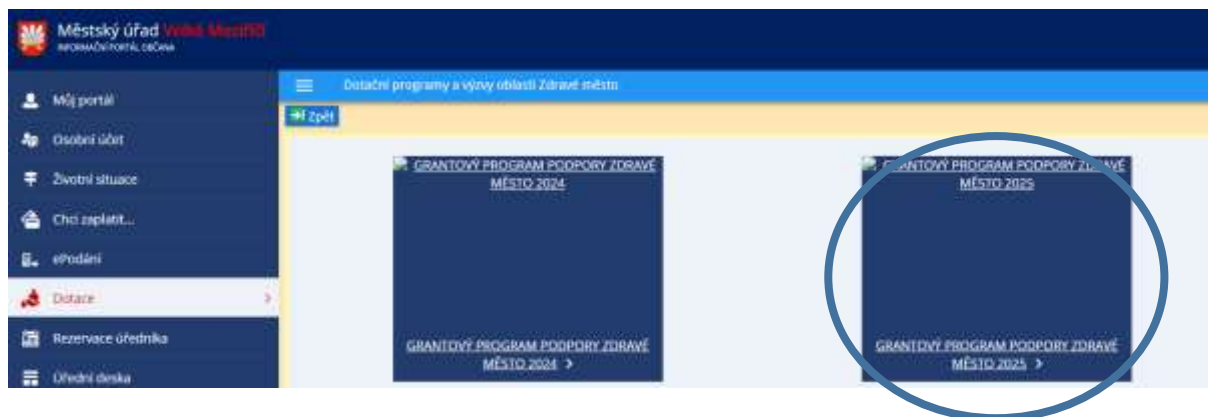 Městský úřad Velké Meziříčí
INFORMAČNÍ PORTÁL OBČANA
Můj portál
Osobní účet
Životní situace
Chci zaplatit...
ePodání
Dotace
Rezervace úředníka
Úřední deska
Dotační programy a výzvy oblasti Zdravé město
Zpět
GRANTOVÝ PROGRAM PODPORY ZDRAVÉ
MĚSTO 2024
GRANTOVÝ PROGRAM PODPORY ZDRAVÉ
MĚSTO 2024 >
GRANTOVÝ PROGRAM PODPORY ZDRAVÉ
MĚSTO 2025
GRANTOVÝ PROGRAM PODPORY ZDRAVÉ
MĚSTO 2025 >